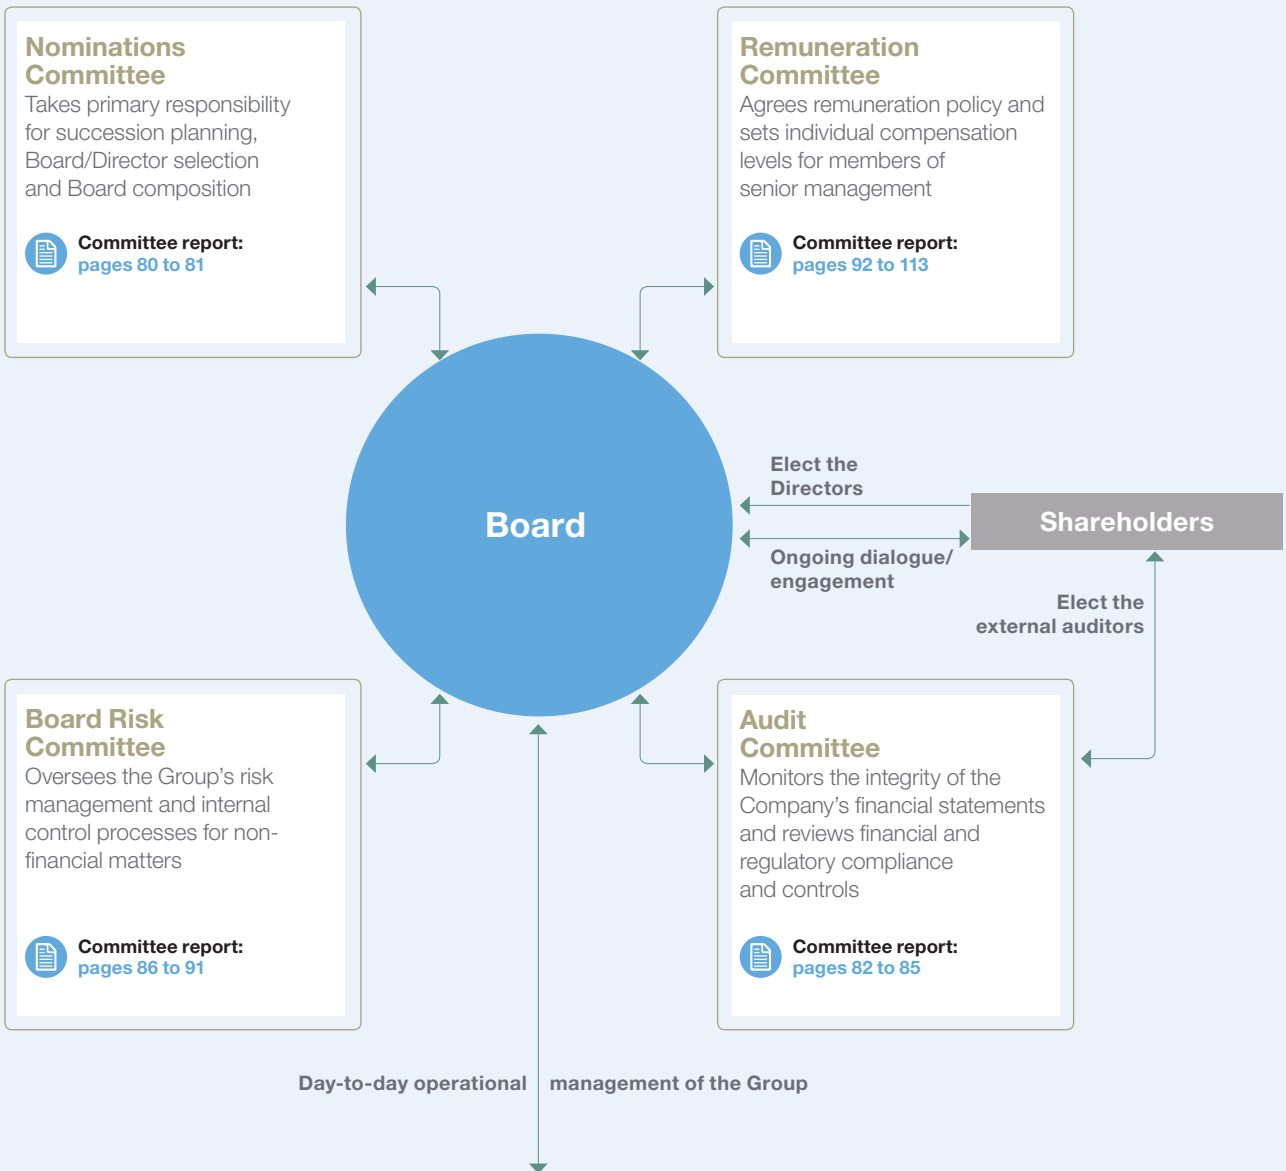 Nominations
Committee
Takes primary responsibility
for succession planning,
Board/Director selection
and Board composition
Committee report:
pages 80 to 81
Remuneration
Committee
Agrees remuneration policy and
sets individual compensation
levels for members of
senior management
Committee report:
pages 92 to 113
Board
Elect the
Directors
Ongoing dialogue/
engagement
Shareholders
Elect the
external auditors
Board Risk
Committee
Oversees the Group’s risk
management and internal
control processes for non-
financial matters
Committee report:
pages 86 to 91
Audit
Committee
Monitors the integrity of the
Company’s financial statements
and reviews financial and
regulatory compliance
and controls
Committee report:
pages 82 to 85
Day-to-day operational management of the Group